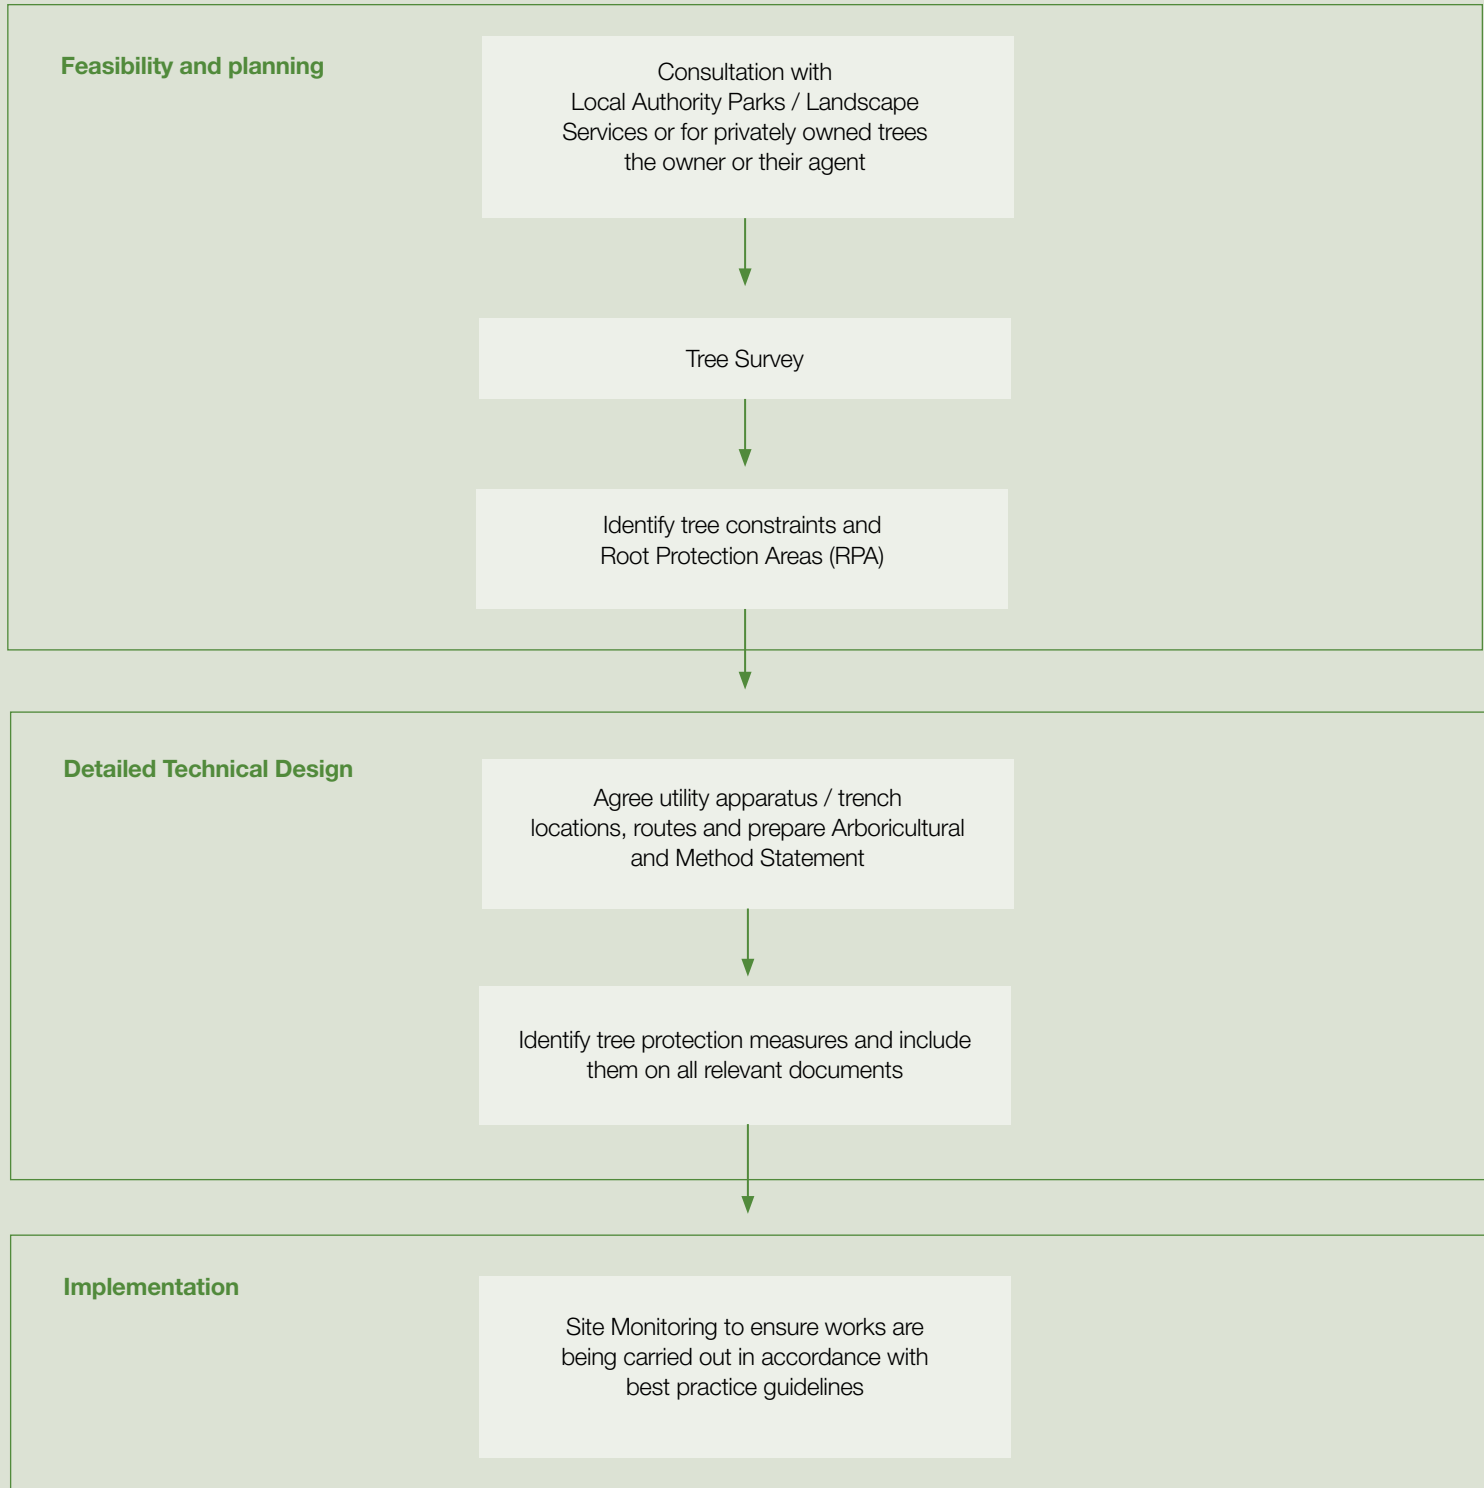 Feasibility and planning
Consultation with
Local Authority Parks / Landscape
Services or for privately owned trees
the owner or their agent
Tree Survey
Identify tree constraints and
Root Protection Areas (RPA)
Detailed Technical Design
Agree utility apparatus / trench
locations, routes and prepare Arboricultural
and Method Statement
Identify tree protection measures and include
them on all relevant documents
Implementation
Site Monitoring to ensure works are
being carried out in accordance with
best practice guidelines